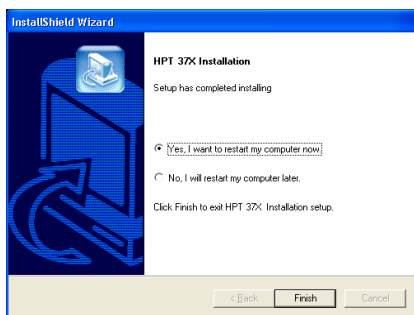 InstallShield Wizard
HPT 37X Installation
Setup has completed installing
Yes, I want to restart my computer now.
No, I will restart my computer later.
Click Finish to exit HPT 37X Installation setup.
< Back Finish Cancel